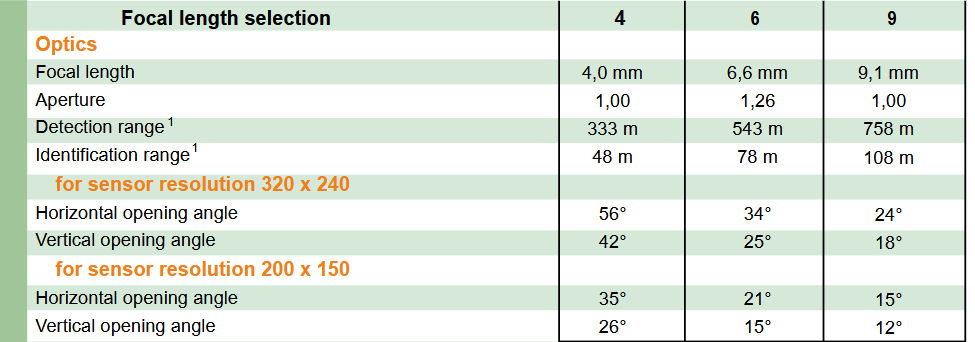 Focal length selection 4 6 9
Optics
Focal length 4,0 mm 6,6 mm 9,1 mm
Aperture 1,00 1,26 1,00
Detection range 1 333 m 543 m 758 m
Identification range 1 48 m 78 m 108 m
for sensor resolution 320 x 240
Horizontal opening angle 56° 34° 24°
Vertical opening angle 42° 25° 18°
for sensor resolution 200 x 150
Horizontal opening angle 35° 21° 15°
Vertical opening angle 26° 15° 12°